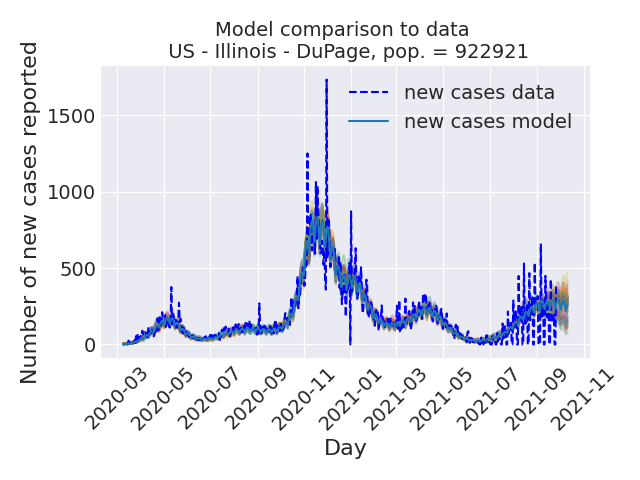 Model comparison to data
US - Illinois - DuPage, pop. = 922921
Number of new cases reported
1500
1000
500
0
new cases data
new cases model
2020-03
2020-05
2020-07
2020-09
2020-11
2021-01
2021-03
2021-05
2021-07
2021-09
2021-11
Day